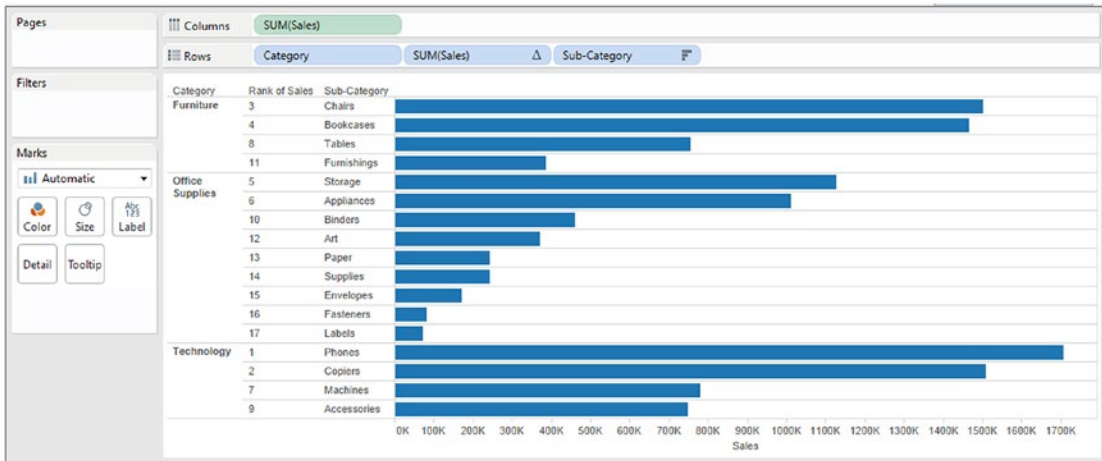 Pages
Columns SUM(Sales)
Rows Category SUM(Sales) Δ Sub-Category
Filters
Marks
Automatic
Color Size Abc 123 Label
Detail Tooltip
Category Rank of Sales Sub-Category
Furniture 3 Chairs
4 Bookcases
8 Tables
11 Furnishings
Office Supplies 5 Storage
6 Appliances
10 Binders
12 Art
13 Paper
14 Supplies
15 Envelopes
16 Fasteners
17 Labels
Technology 1 Phones
2 Copiers
7 Machines
9 Accessories
0K 100K 200K 300K 400K 500K 600K 700K 800K 900K 1000K 1100K 1200K 1300K 1400K 1500K 1600K 1700K
Sales